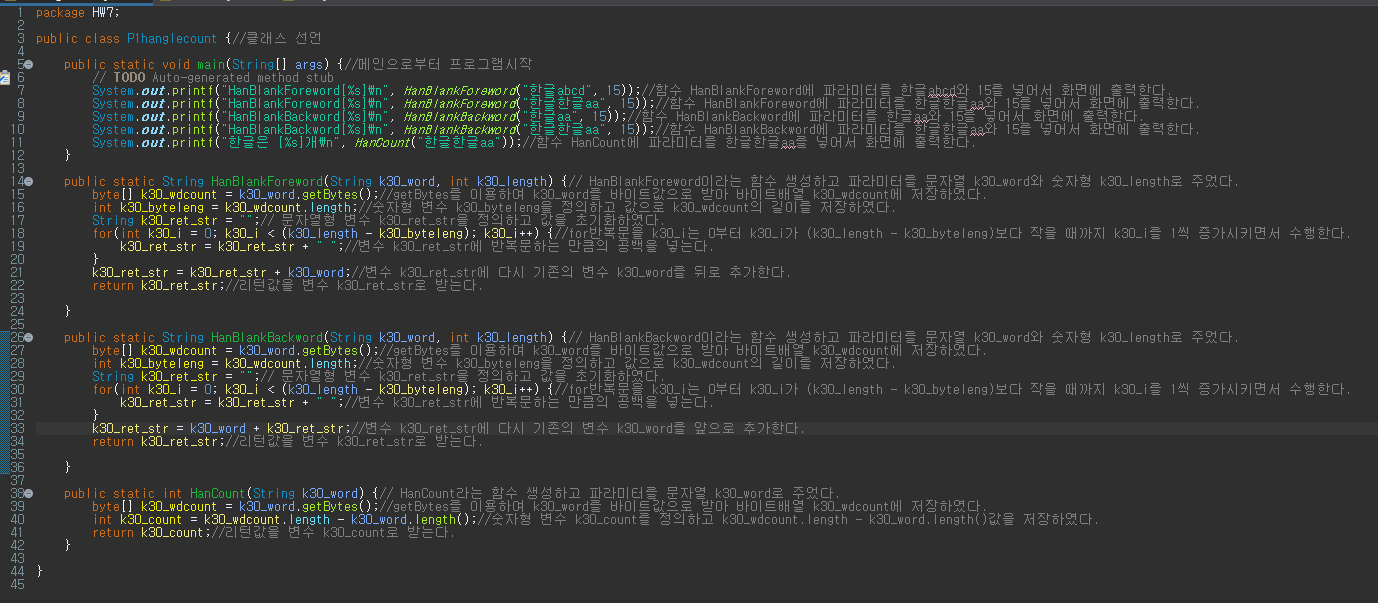 1 package HW7;
2
3 public class P1hanglecount {//클래스 선언
4
5 public static void main(String[] args) {//메인으로부터 프로그램시작
6 // TODO Auto-generated method stub
7 System.out.printf("HanBlankForeword[%s]\n", HanBlankForeword("한글abcd", 15));//함수 HanBlankForeword에 파라미터를 한글abcd와 15를 넣어서 화면에 출력한다.
8 System.out.printf("HanBlankForeword[%s]\n", HanBlankForeword("한글한글aa", 15));//함수 HanBlankForeword에 파라미터를 한글한글aa와 15를 넣어서 화면에 출력한다.
9 System.out.printf("HanBlankBackword[%s]\n", HanBlankBackword("한글aa", 15));//함수 HanBlankBackword에 파라미터를 한글aa와 15를 넣어서 화면에 출력한다.
10 System.out.printf("HanBlankBackword[%s]\n", HanBlankBackword("한글한글aa", 15));//함수 HanBlankBackword에 파라미터를 한글한글aa와 15를 넣어서 화면에 출력한다.
11 System.out.printf("한글은 [%s]개\n", HanCount("한글한글aa"));//함수 HanCount에 파라미터를 한글한글aa를 넣어서 화면에 출력한다.
12 }
13
14 public static String HanBlankForeword(String k30_word, int k30_length) {// HanBlankForeword이라는 함수 생성하고 파라미터를 문자열 k30_word와 숫자형 k30_length로 주었다.
15 byte[] k30_wdcount = k30_word.getBytes();//getBytes를 이용하여 k30_word를 바이트값으로 받아 바이트배열 k30_wdcount에 저장하였다.
16 int k30_byteleng = k30_wdcount.length;//숫자형 변수 k30_byteleng을 정의하고 값으로 k30_wdcount의 길이를 저장하였다.
17 String k30_ret_str = "";// 문자열형 변수 k30_ret_str을 정의하고 값을 초기화하였다.
18 for(int k30_i = 0; k30_i < (k30_length - k30_byteleng); k30_i++) {//for반복문을 k30_i는 0부터 k30_i가 (k30_length - k30_byteleng)보다 작을 때까지 k30_i를 1씩 증가시키면서 수행한다.
19 k30_ret_str = k30_ret_str + " ";//변수 k30_ret_str에 반복문하는 만큼의 공백을 넣는다.
20 }
21 k30_ret_str = k30_ret_str + k30_word;//변수 k30_ret_str에 다시 기존의 변수 k30_word를 뒤로 추가한다.
22 return k30_ret_str;//리턴값을 변수 k30_ret_str로 받는다.
23
24 }
25
26 public static String HanBlankBackword(String k30_word, int k30_length) {// HanBlankBackword이라는 함수 생성하고 파라미터를 문자열 k30_word와 숫자형 k30_length로 주었다.
27 byte[] k30_wdcount = k30_word.getBytes();//getBytes를 이용하여 k30_word를 바이트값으로 받아 바이트배열 k30_wdcount에 저장하였다.
28 int k30_byteleng = k30_wdcount.length;//숫자형 변수 k30_byteleng을 정의하고 값으로 k30_wdcount의 길이를 저장하였다.
29 String k30_ret_str = "";// 문자열형 변수 k30_ret_str을 정의하고 값을 초기화하였다.
30 for(int k30_i = 0; k30_i < (k30_length - k30_byteleng); k30_i++) {//for반복문을 k30_i는 0부터 k30_i가 (k30_length - k30_byteleng)보다 작을 때까지 k30_i를 1씩 증가시키면서 수행한다.
31 k30_ret_str = k30_ret_str + " ";//변수 k30_ret_str에 반복문하는 만큼의 공백을 넣는다.
32 }
33 k30_ret_str = k30_word + k30_ret_str;//변수 k30_ret_str에 다시 기존의 변수 k30_word를 앞으로 추가한다.
34 return k30_ret_str;//리턴값을 변수 k30_ret_str로 받는다.
35
36 }
37
38 public static int HanCount(String k30_word) {// HanCount라는 함수 생성하고 파라미터를 문자열 k30_word로 주었다.
39 byte[] k30_wdcount = k30_word.getBytes();//getBytes를 이용하여 k30_word를 바이트값으로 받아 바이트배열 k30_wdcount에 저장하였다.
40 int k30_count = k30_wdcount.length - k30_word.length();//숫자형 변수 k30_count를 정의하고 k30_wdcount.length - k30_word.length()값을 저장하였다.
41 return k30_count;//리턴값을 변수 k30_count로 받는다.
42 }
43
44 }
45